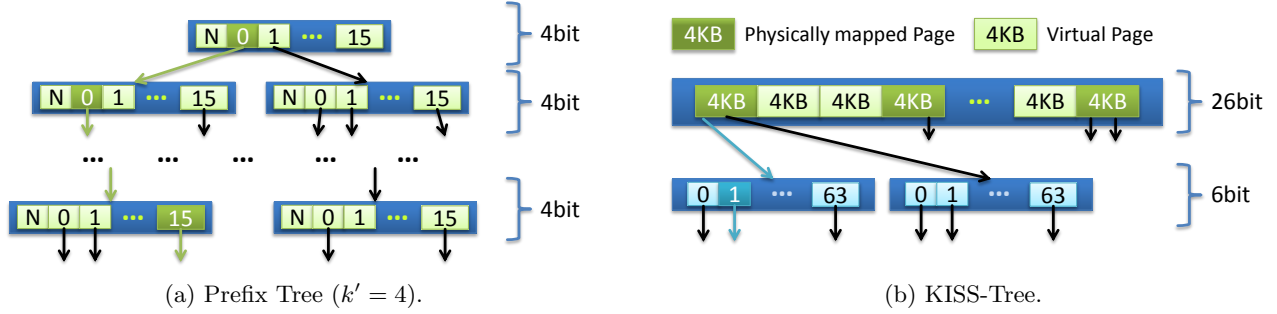 N 0 1 ••• 15
4bit
N 0 1 ••• 15 N 0 1 ••• 15
4bit
••• ••• ••• ••• •••
N 0 1 ••• 15 N 0 1 ••• 15
4bit
(a) Prefix Tree (k′ = 4).
4KB Physically mapped Page 4KB Virtual Page
4KB 4KB 4KB 4KB ••• 4KB 4KB
26bit
0 1 ••• 63 0 1 ••• 63
6bit
(b) KISS-Tree.